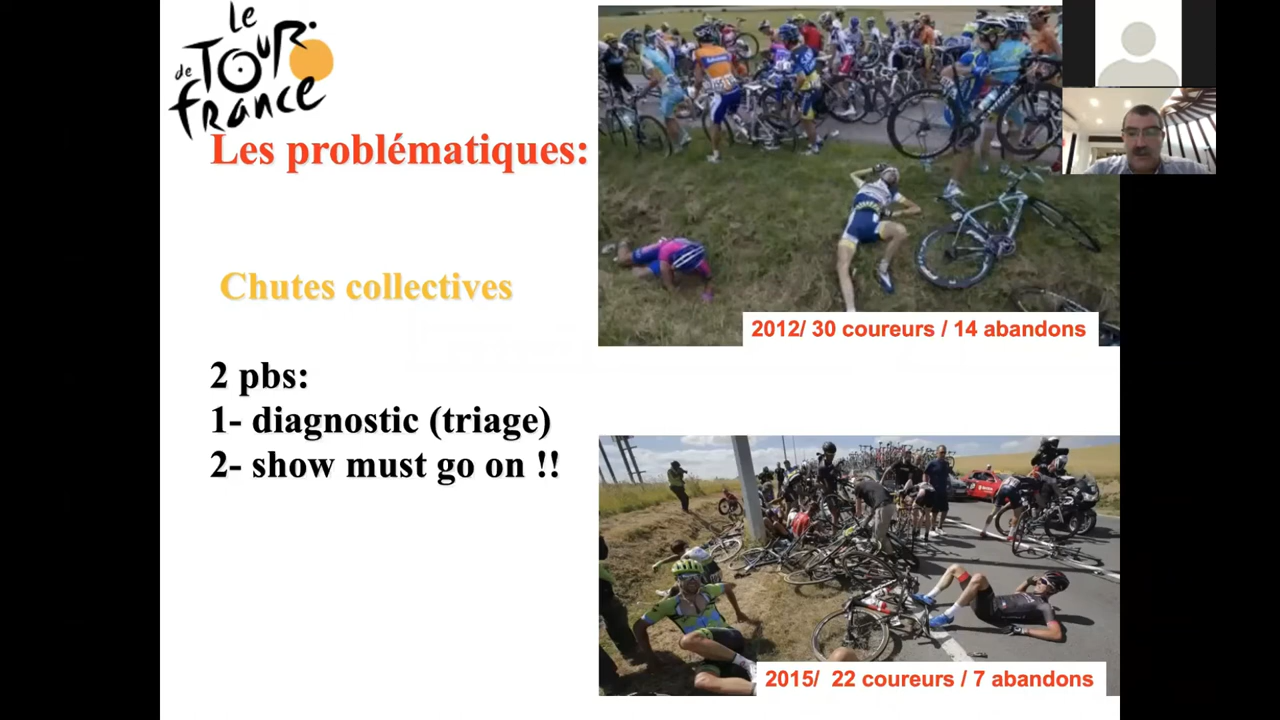 Le
TOUR
de
france
Les problématiques:
Chutes collectives
2 pbs:
1- diagnostic (triage)
2- show must go on !!
2012/ 30 coureurs / 14 abandons
2015/ 22 coureurs / 7 abandons